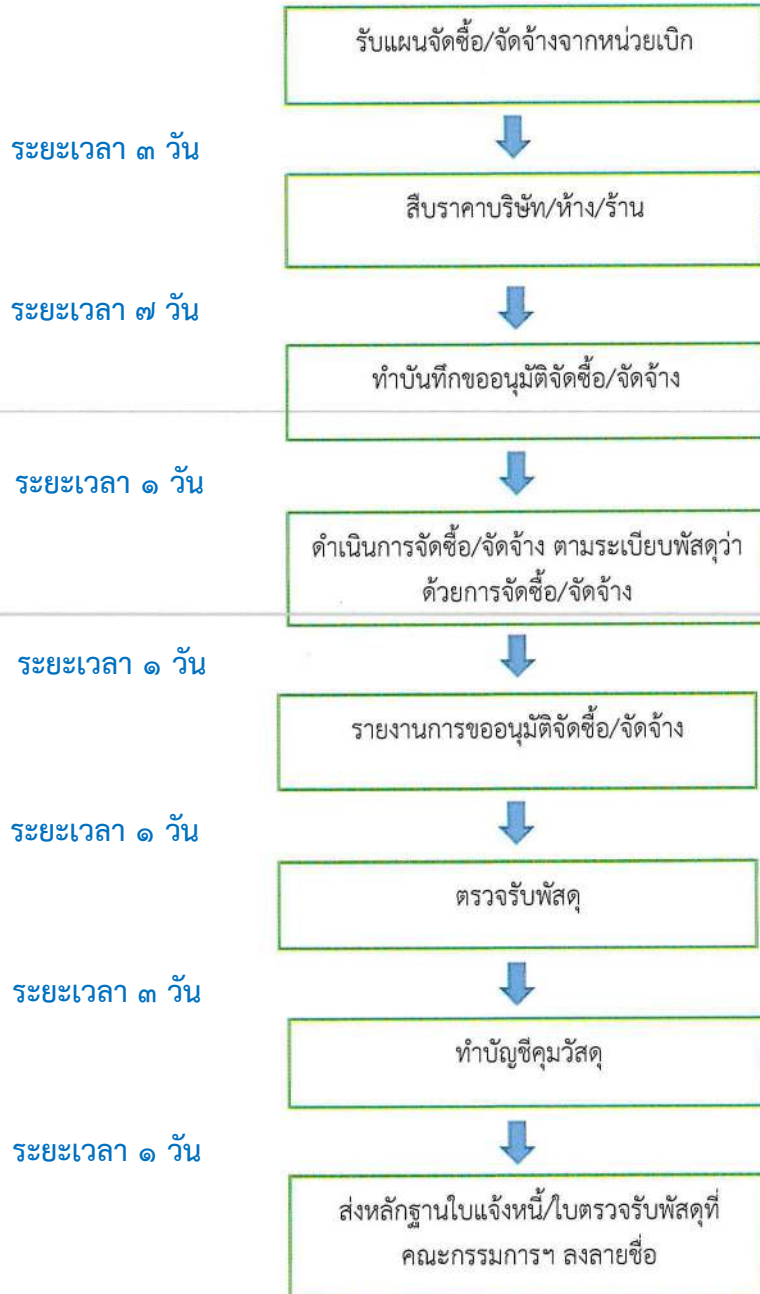 รับแผนจัดซื้อ/จัดจ้างจากหน่วยเบิก
ระยะเวลา ๓ วัน
สืบราคาบริษัท/ห้าง/ร้าน
ระยะเวลา ๗ วัน
ทำบันทึกขออนุมัติจัดซื้อ/จัดจ้าง
ระยะเวลา ๑ วัน
ดำเนินการจัดซื้อ/จัดจ้าง ตามระเบียบพัสดุว่า
ด้วยการจัดซื้อ/จัดจ้าง
ระยะเวลา ๑ วัน
รายงานการขออนุมัติจัดซื้อ/จัดจ้าง
ระยะเวลา ๑ วัน
ตรวจรับพัสดุ
ระยะเวลา ๓ วัน
ทำบัญชีคุมวัสดุ
ระยะเวลา ๑ วัน
ส่งหลักฐานใบแจ้งหนี้/ใบตรวจรับพัสดุที่
คณะกรรมการฯ ลงลายชื่อ